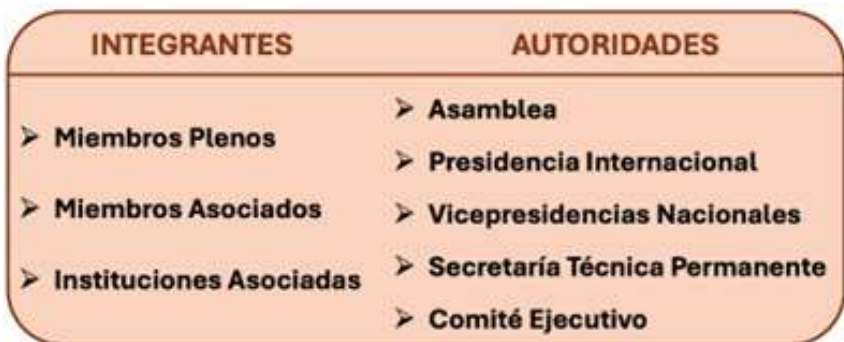 INTEGRANTES
AUTORIDADES
➢ Miembros Plenos
➢ Miembros Asociados
➢ Instituciones Asociadas
➢ Asamblea
➢ Presidencia Internacional
➢ Vicepresidencias Nacionales
➢ Secretaría Técnica Permanente
➢ Comité Ejecutivo